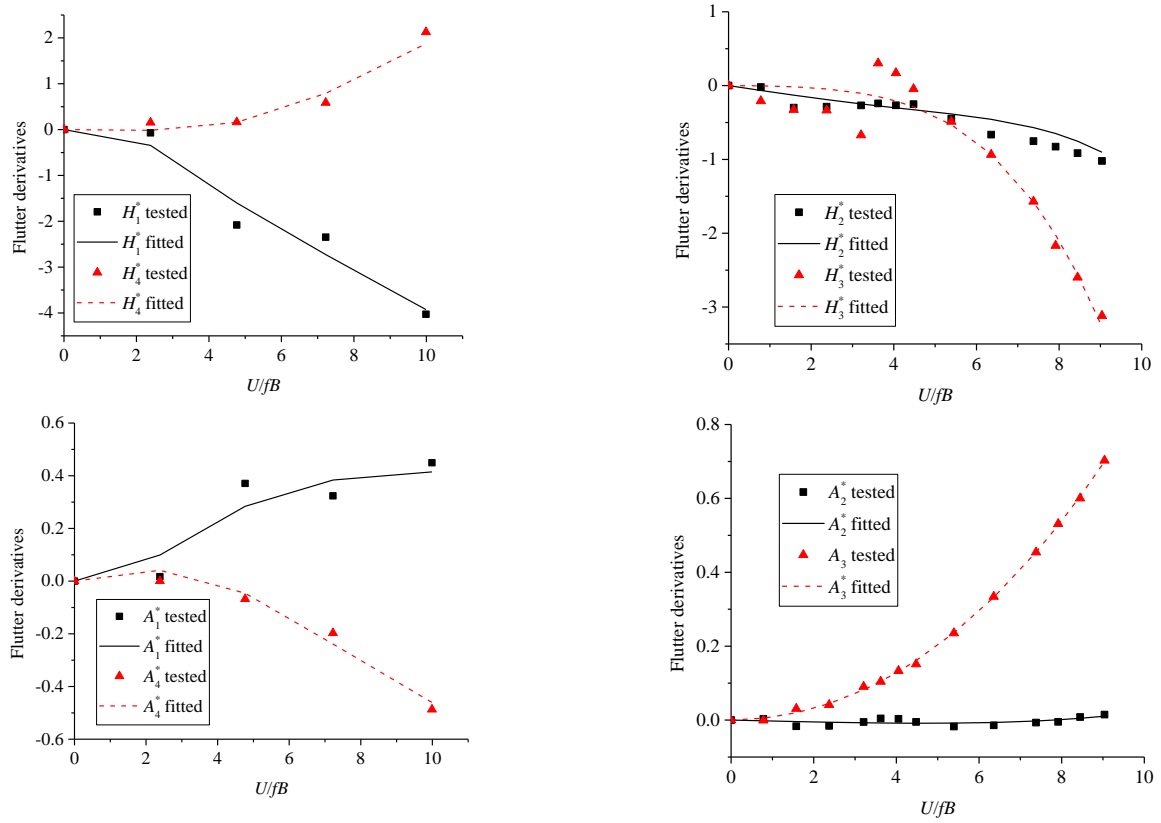 2
1
0
-1
-2
-3
-4
Flutter derivatives
H₁* tested
H₁* fitted
H₄* tested
H₄* fitted
0 2 4 6 8 10
U/fB
1
0
-1
-2
-3
Flutter derivatives
H₂* tested
H₂* fitted
H₃* tested
H₃* fitted
0 2 4 6 8 10
U/fB
0.6
0.4
0.2
0.0
-0.2
-0.4
-0.6
Flutter derivatives
A₁* tested
A₁* fitted
A₄* tested
A₄* fitted
0 2 4 6 8 10
U/fB
0.8
0.6
0.4
0.2
0.0
Flutter derivatives
A₂* tested
A₂* fitted
A₃ tested
A₃* fitted
0 2 4 6 8 10
U/fB